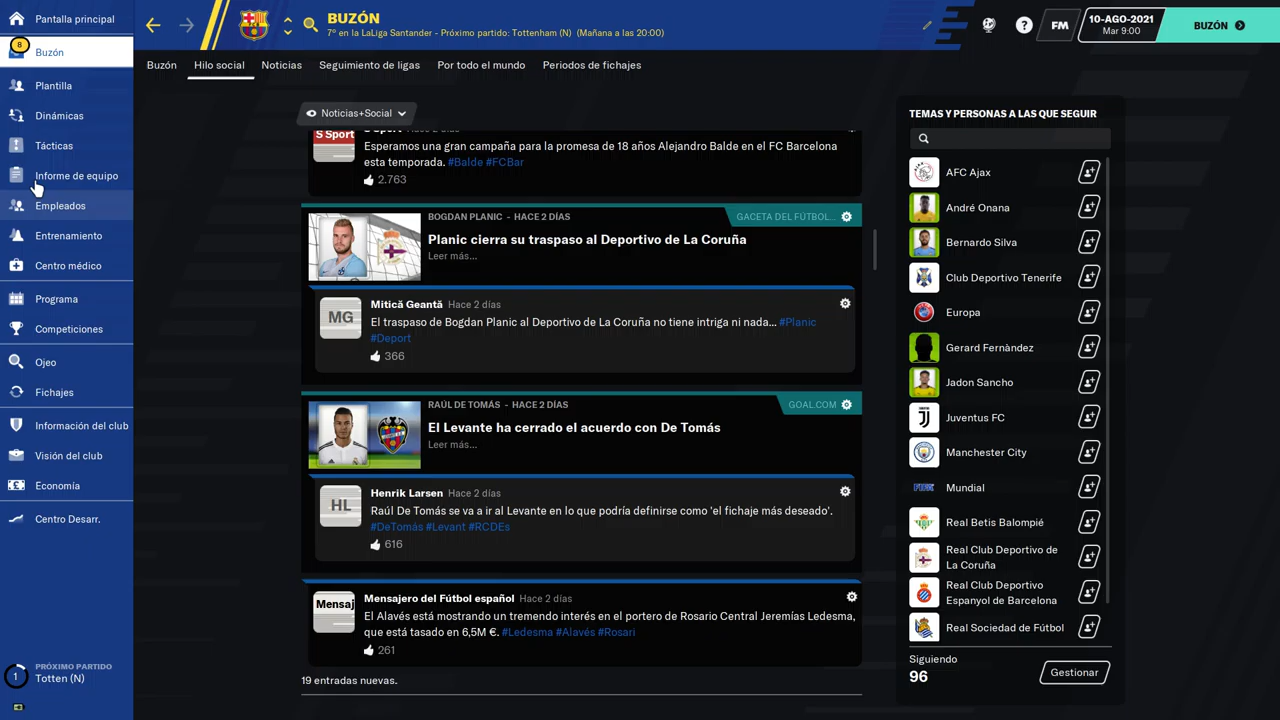 Pantalla principal
8
Buzón
Plantilla
Dinámicas
Tácticas
Informe de equipo
Empleados
Entrenamiento
Centro médico
Programa
Competiciones
Ojeo
Fichajes
Información del club
Visión del club
Economía
Centro Desarr.
PRÓXIMO PARTIDO
1 Totten (N)
BUZÓN
7º en la LaLiga Santander - Próximo partido: Tottenham (N) (Mañana a las 20:00)
?
FM
10-AGO-2021
Mar 9:00
BUZÓN
Buzón Hilo social Noticias Seguimiento de ligas Por todo el mundo Periodos de fichajes
Noticias+Social
S Sport
Esperamos una gran campaña para la promesa de 18 años Alejandro Balde en el FC Barcelona
esta temporada. #Balde #FCBar
2.763
BOGDAN PLANIC - HACE 2 DÍAS
GACETA DEL FÚTBOL...
Planic cierra su traspaso al Deportivo de La Coruña
Leer más...
MG
Mitică Geantă Hace 2 días
El traspaso de Bogdan Planic al Deportivo de La Coruña no tiene intriga ni nada... #Planic
#Deport
366
RAÚL DE TOMÁS - HACE 2 DÍAS
GOAL.COM
El Levante ha cerrado el acuerdo con De Tomás
Leer más...
HL
Henrik Larsen Hace 2 días
Raúl De Tomás se va a ir al Levante en lo que podría definirse como 'el fichaje más deseado'.
#DeTomás #Levant #RCDEs
616
Mensaj
Mensajero del Fútbol español Hace 2 días
El Alavés está mostrando un tremendo interés en el portero de Rosario Central Jeremías Ledesma,
que está tasado en 6,5M €. #Ledesma #Alavés #Rosari
261
19 entradas nuevas.
TEMAS Y PERSONAS A LAS QUE SEGUIR
AFC Ajax
André Onana
Bernardo Silva
Club Deportivo Tenerife
Europa
Gerard Fernàndez
Jadon Sancho
Juventus FC
Manchester City
FIFA
Mundial
Real Betis Balompié
Real Club Deportivo de
La Coruña
Real Club Deportivo
Espanyol de Barcelona
Real Sociedad de Fútbol
Siguiendo
96
Gestionar